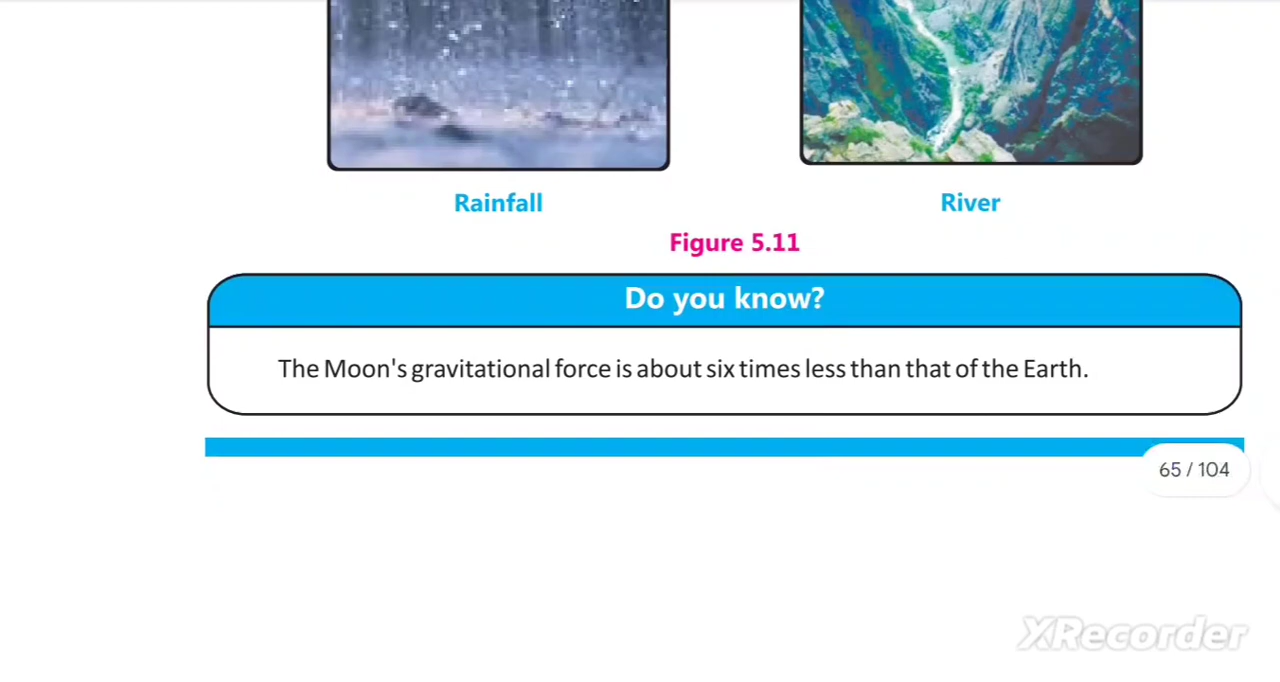 Rainfall
River
Figure 5.11
Do you know?
The Moon's gravitational force is about six times less than that of the Earth.
65 / 104
XRecorder